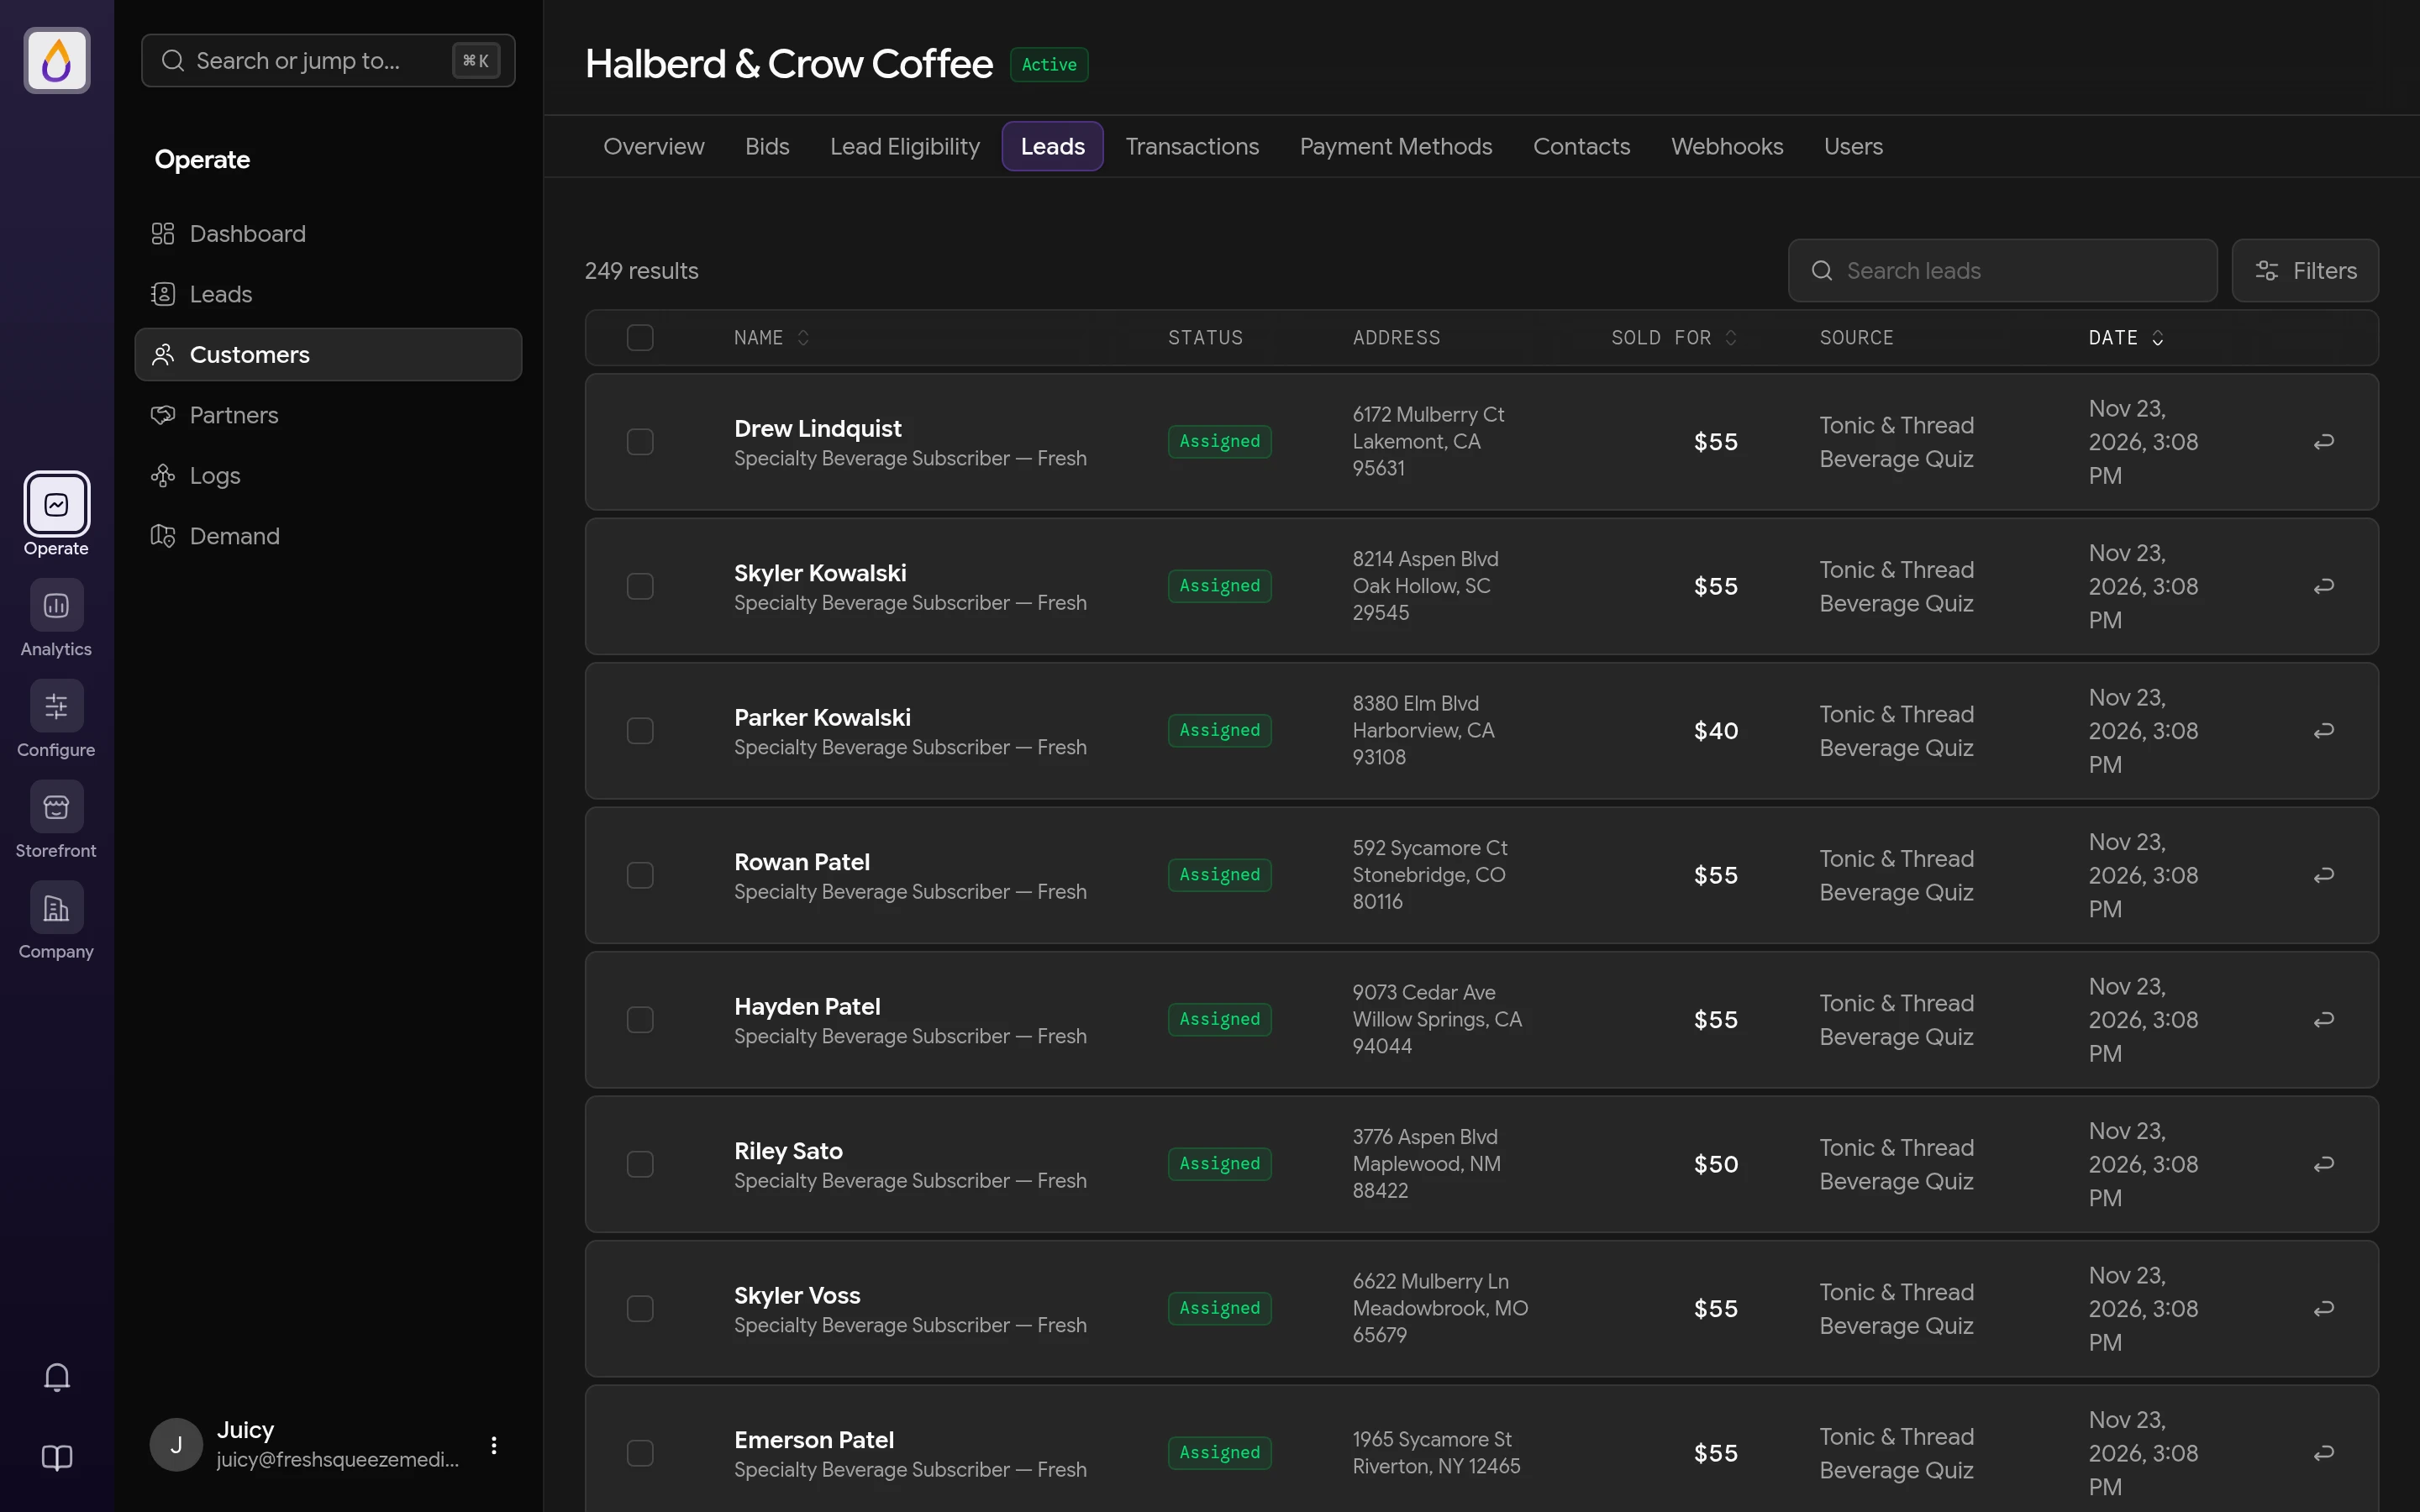 Search or jump to...
⌘K
Operate
Dashboard
Leads
Customers
Partners
Logs
Demand
Operate
Analytics
Configure
Storefront
Company
J
Juicy
juicy@freshsqueezemedi...
Halberd & Crow Coffee
Active
Overview
Bids
Lead Eligibility
Leads
Transactions
Payment Methods
Contacts
Webhooks
Users
249 results
Search leads
Filters
NAME
STATUS
ADDRESS
SOLD FOR
SOURCE
DATE
Drew Lindquist
Specialty Beverage Subscriber — Fresh
Assigned
6172 Mulberry Ct
Lakemont, CA
95631
$55
Tonic & Thread
Beverage Quiz
Nov 23,
2026, 3:08
PM
Skyler Kowalski
Specialty Beverage Subscriber — Fresh
Assigned
8214 Aspen Blvd
Oak Hollow, SC
29545
$55
Tonic & Thread
Beverage Quiz
Nov 23,
2026, 3:08
PM
Parker Kowalski
Specialty Beverage Subscriber — Fresh
Assigned
8380 Elm Blvd
Harborview, CA
93108
$40
Tonic & Thread
Beverage Quiz
Nov 23,
2026, 3:08
PM
Rowan Patel
Specialty Beverage Subscriber — Fresh
Assigned
592 Sycamore Ct
Stonebridge, CO
80116
$55
Tonic & Thread
Beverage Quiz
Nov 23,
2026, 3:08
PM
Hayden Patel
Specialty Beverage Subscriber — Fresh
Assigned
9073 Cedar Ave
Willow Springs, CA
94044
$55
Tonic & Thread
Beverage Quiz
Nov 23,
2026, 3:08
PM
Riley Sato
Specialty Beverage Subscriber — Fresh
Assigned
3776 Aspen Blvd
Maplewood, NM
88422
$50
Tonic & Thread
Beverage Quiz
Nov 23,
2026, 3:08
PM
Skyler Voss
Specialty Beverage Subscriber — Fresh
Assigned
6622 Mulberry Ln
Meadowbrook, MO
65679
$55
Tonic & Thread
Beverage Quiz
Nov 23,
2026, 3:08
PM
Emerson Patel
Specialty Beverage Subscriber — Fresh
Assigned
1965 Sycamore St
Riverton, NY 12465
$55
Tonic & Thread
Beverage Quiz
Nov 23,
2026, 3:08
PM